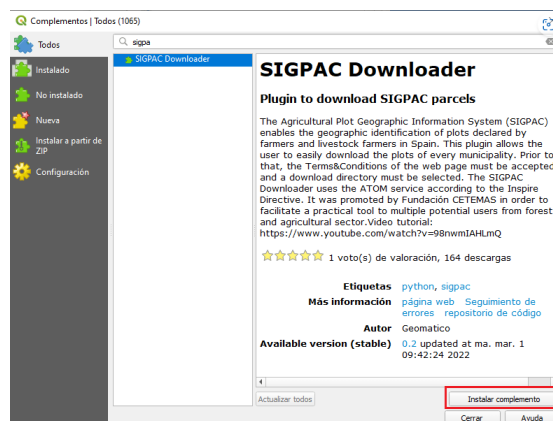 Complementos | Todos (1065)
Todos
Instalado
No instalado
Nueva
Instalar a partir de
ZIP
Configuración
sigpa
SIGPAC Downloader
SIGPAC Downloader
Plugin to download SIGPAC parcels
The Agricultural Plot Geographic Information System (SIGPAC)
enables the geographic identification of plots declared by
farmers and livestock farmers in Spain. This plugin allows the
user to easily download the plots of every municipality. Prior to
that, the Terms&Conditions of the web page must be accepted
and a download directory must be selected. The SIGPAC
Downloader uses the ATOM service according to the Inspire
Directive. It was promoted by Fundación CETEMAS in order to
facilitate a practical tool to multiple potential users from forest
and agricultural sector.Video tutorial:
https://www.youtube.com/watch?v=98nwmIAHLmQ
1 voto(s) de valoración, 164 descargas
Etiquetas python, sigpac
Más información página web Seguimiento de
errores repositorio de código
Autor Geomatico
Available version (stable) 0.2 updated at ma. mar. 1
09:42:24 2022
Actualizar todos
Instalar complemento
Cerrar
Ayuda